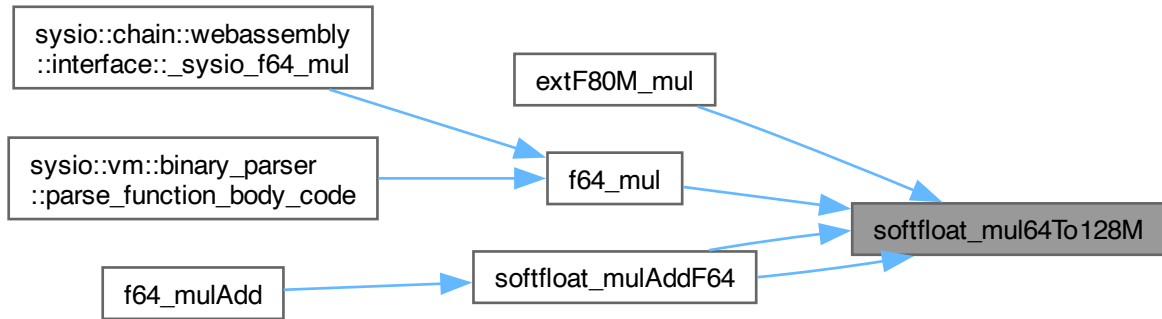 sysio::chain::webassembly
::interface::_sysio_f64_mul
extF80M_mul
sysio::vm::binary_parser
::parse_function_body_code
f64_mul
softfloat_mul64To128M
f64_mulAdd
softfloat_mulAddF64